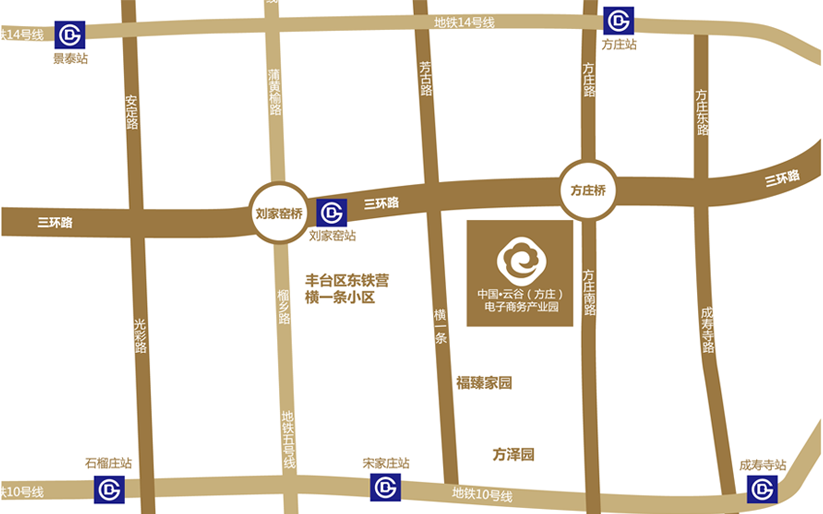 铁14号线
景泰站
地铁14号线
方庄站
安定路
蒲黄榆路
芳古路
方庄路
方庄东路
三环路
刘家窑桥
刘家窑站
三环路
方庄桥
三环路
丰台区东铁营
横一条小区
中国•云谷（方庄）
电子商务产业园
光彩路
榴乡路
横一条
方庄南路
成寿寺路
福臻家园
方泽园
地铁五号线
石榴庄站
宋家庄站
成寿寺站
铁10号线
地铁10号线